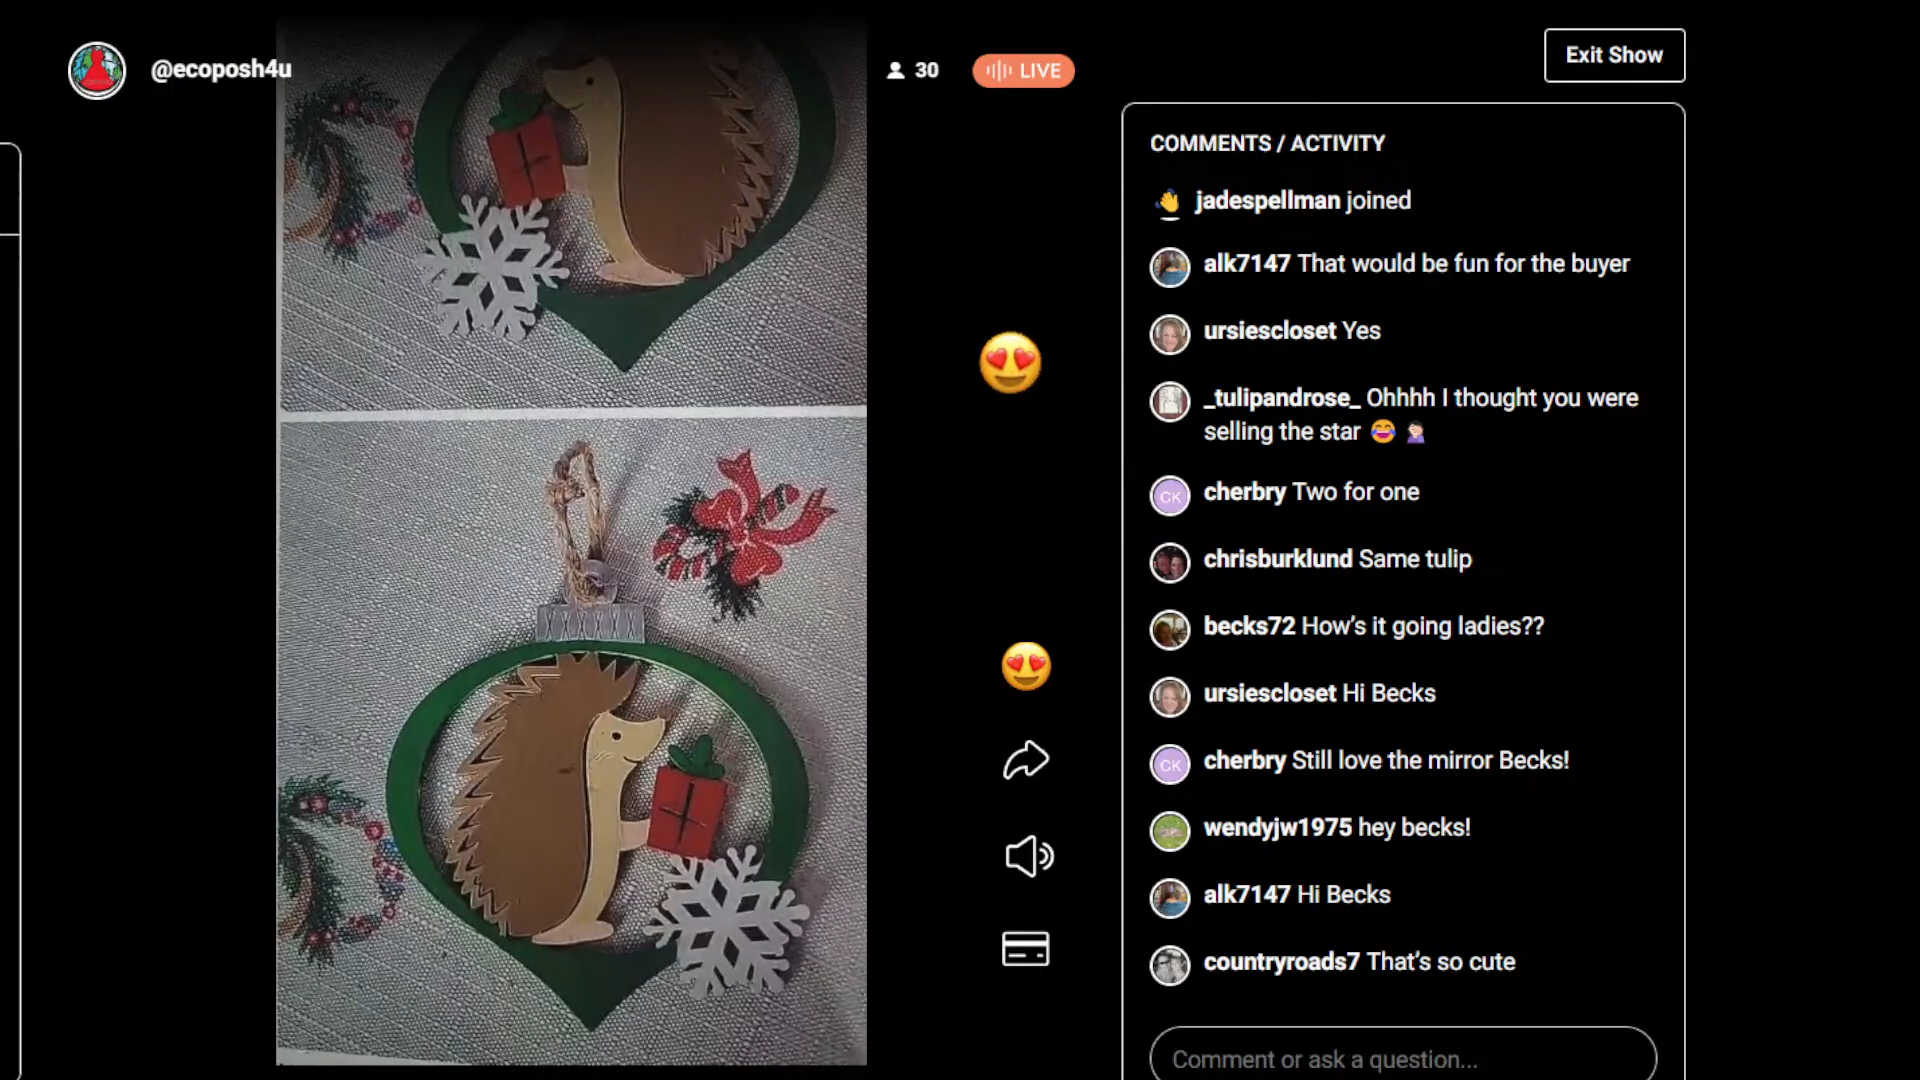 @ecoposh4u
30
LIVE
Exit Show
COMMENTS / ACTIVITY
jadespellman joined
alk7147 That would be fun for the buyer
ursiescloset Yes
_tulipandrose_ Ohhhh I thought you were
selling the star 😂 🤦🏻‍♀️
CK
cherbry Two for one
chrisburklund Same tulip
becks72 How's it going ladies??
ursiescloset Hi Becks
CK
cherbry Still love the mirror Becks!
wendyjw1975 hey becks!
alk7147 Hi Becks
countryroads7 That's so cute
Comment or ask a question...